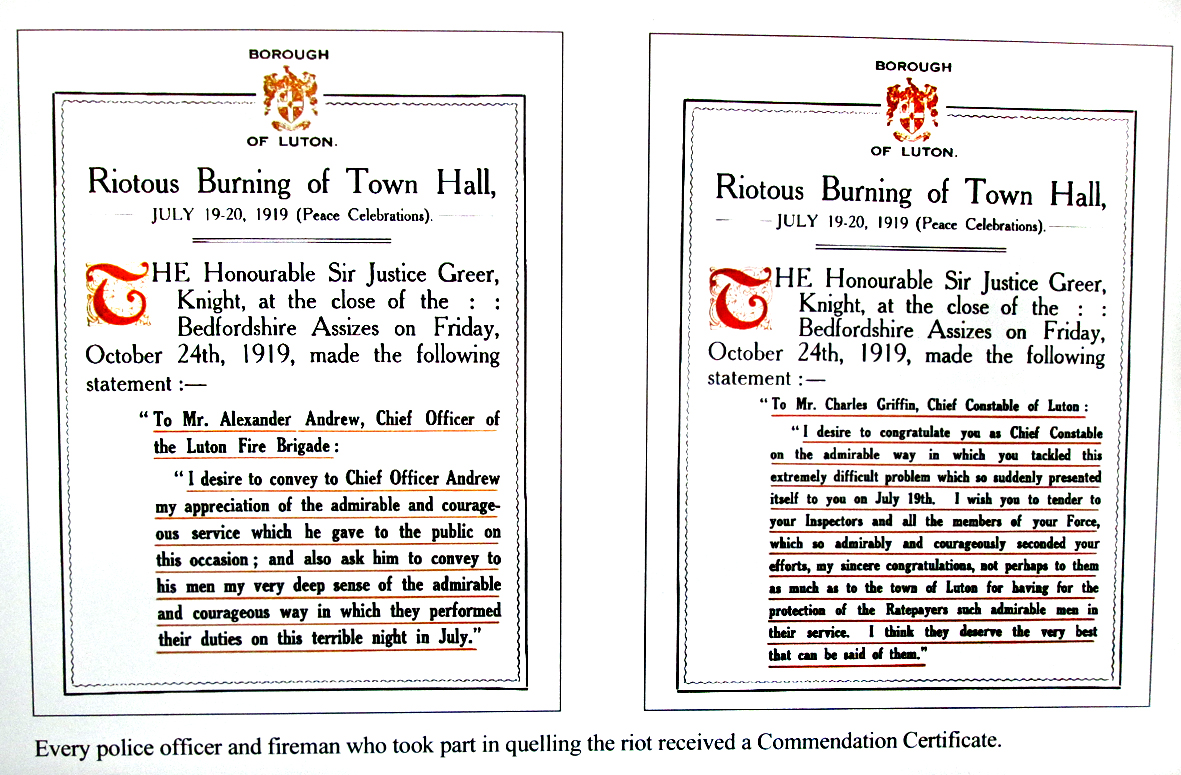 BOROUGH
OF LUTON.
Riotous Burning of Town Hall,
JULY 19-20, 1919 (Peace Celebrations).
THE Honourable Sir Justice Greer,
Knight, at the close of the : :
Bedfordshire Assizes on Friday,
October 24th, 1919, made the following
statement :—
“ To Mr. Alexander Andrew, Chief Officer of
the Luton Fire Brigade :
“ I desire to convey to Chief Officer Andrew
my appreciation of the admirable and courage-
ous service which he gave to the public on
this occasion ; and also ask him to convey to
his men my very deep sense of the admirable
and courageous way in which they performed
their duties on this terrible night in July.”
BOROUGH
OF LUTON.
Riotous Burning of Town Hall,
JULY 19-20, 1919 (Peace Celebrations).
THE Honourable Sir Justice Greer,
Knight, at the close of the : :
Bedfordshire Assizes on Friday,
October 24th, 1919, made the following
statement :—
“ To Mr. Charles Griffin, Chief Constable of Luton :
“ I desire to congratulate you as Chief Constable
on the admirable way in which you tackled this
extremely difficult problem which so suddenly presented
itself to you on July 19th. I wish you to tender to
your Inspectors and all the members of your Force,
which so admirably and courageously seconded your
efforts, my sincere congratulations, not perhaps to them
as much as to the town of Luton for having for the
protection of the Ratepayers such admirable men in
their service. I think they deserve the very best
that can be said of them.”
Every police officer and fireman who took part in quelling the riot received a Commendation Certificate.